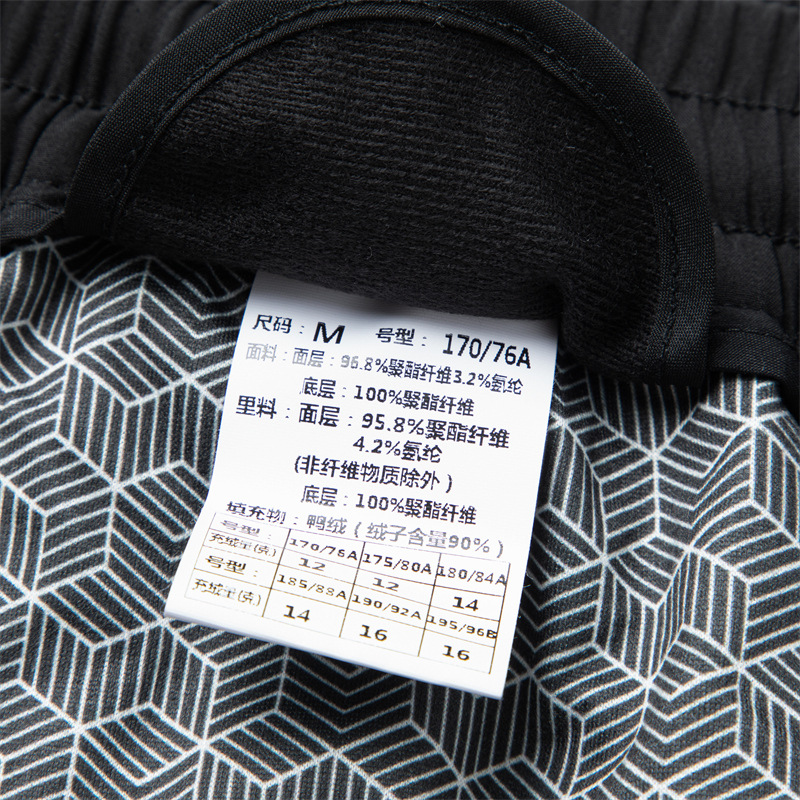 尺码：M 号型：170/76A
面料：面层：96.8%聚酯纤维3.2%氨纶
底层：100%聚酯纤维
里料：面层：95.8%聚酯纤维
4.2%氨纶
(非纤维物质除外)
底层：100%聚酯纤维
填充物：鸭绒(绒子含量90%)
号型： 170/76A 175/80A 180/84A
充绒量(克) 12 12 14
号型： 185/88A 190/92A 195/96B
充绒量(克) 14 16 16